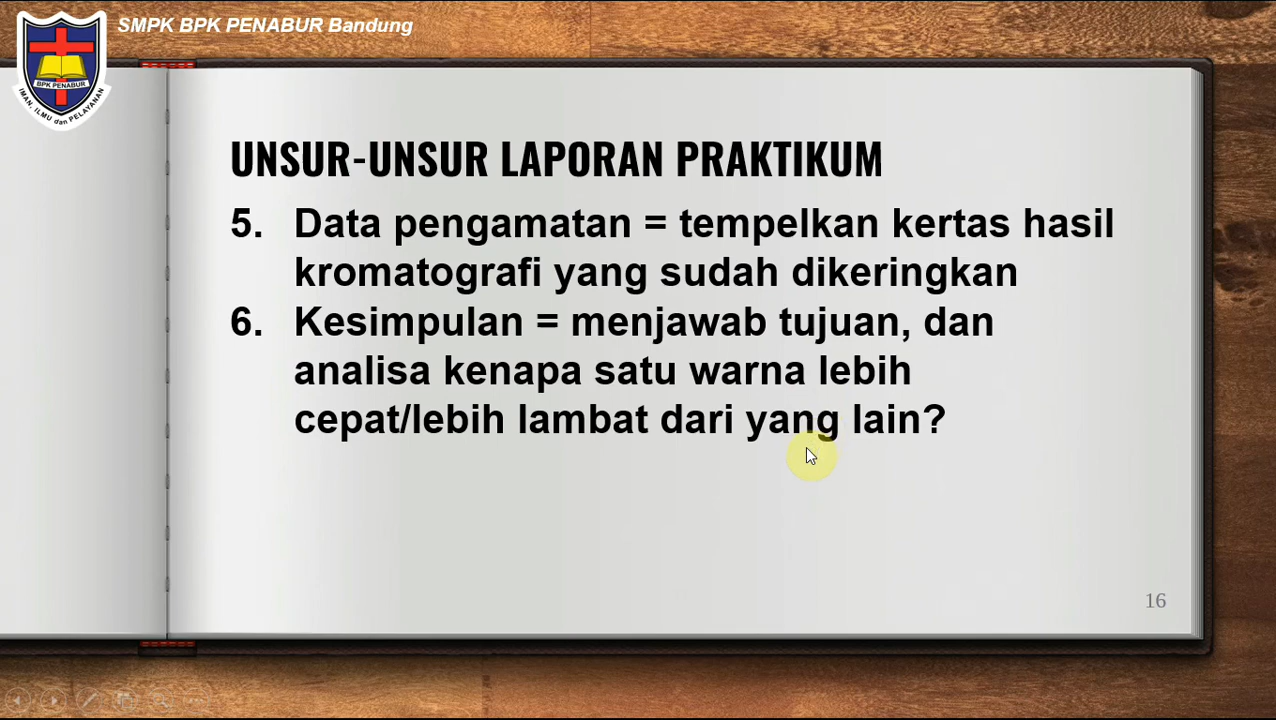 SMPK BPK PENABUR Bandung
BPK PENABUR
IMAN, ILMU dan PELAYANAN
UNSUR-UNSUR LAPORAN PRAKTIKUM
5. Data pengamatan = tempelkan kertas hasil
kromatografi yang sudah dikeringkan
6. Kesimpulan = menjawab tujuan, dan
analisa kenapa satu warna lebih
cepat/lebih lambat dari yang lain?
16